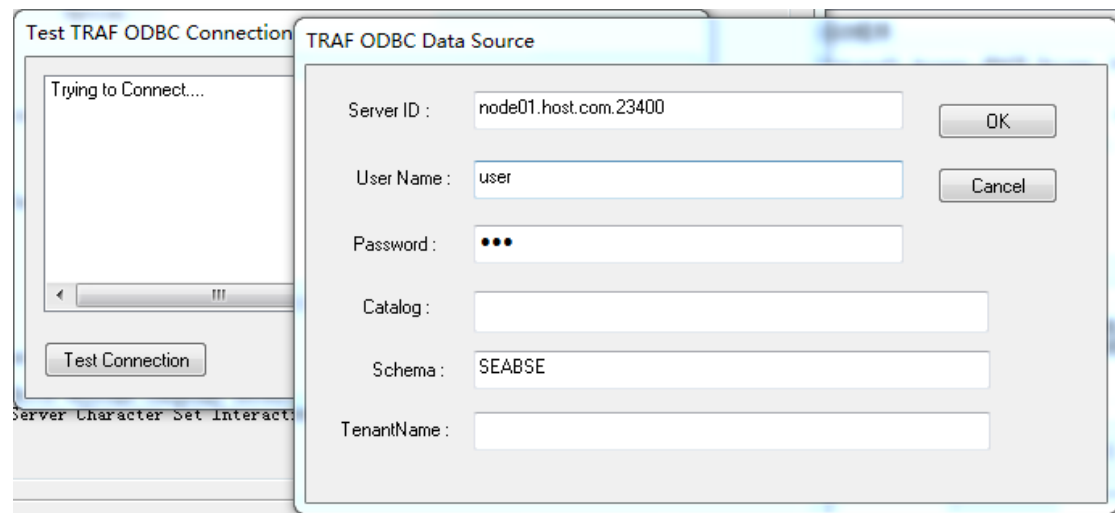 Test TRAF ODBC Connection
TRAF ODBC Data Source
Trying to Connect....
Server ID :
node01.host.com.23400
OK
User Name :
user
Cancel
Password :
●●●
Catalog :
Test Connection
Schema :
SEABSE
Server Character Set Interact
TenantName :